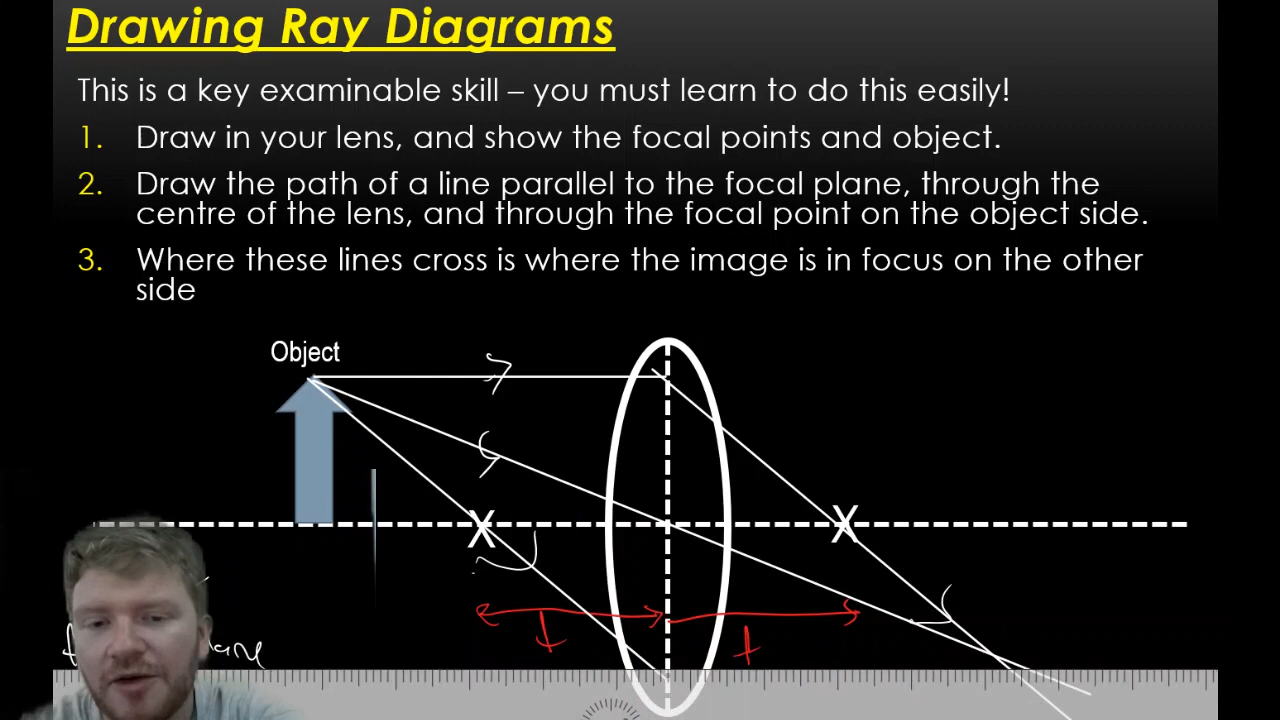 Drawing Ray Diagrams
This is a key examinable skill – you must learn to do this easily!
1. Draw in your lens, and show the focal points and object.
2. Draw the path of a line parallel to the focal plane, through the
centre of the lens, and through the focal point on the object side.
3. Where these lines cross is where the image is in focus on the other
side
Object
X X
f f